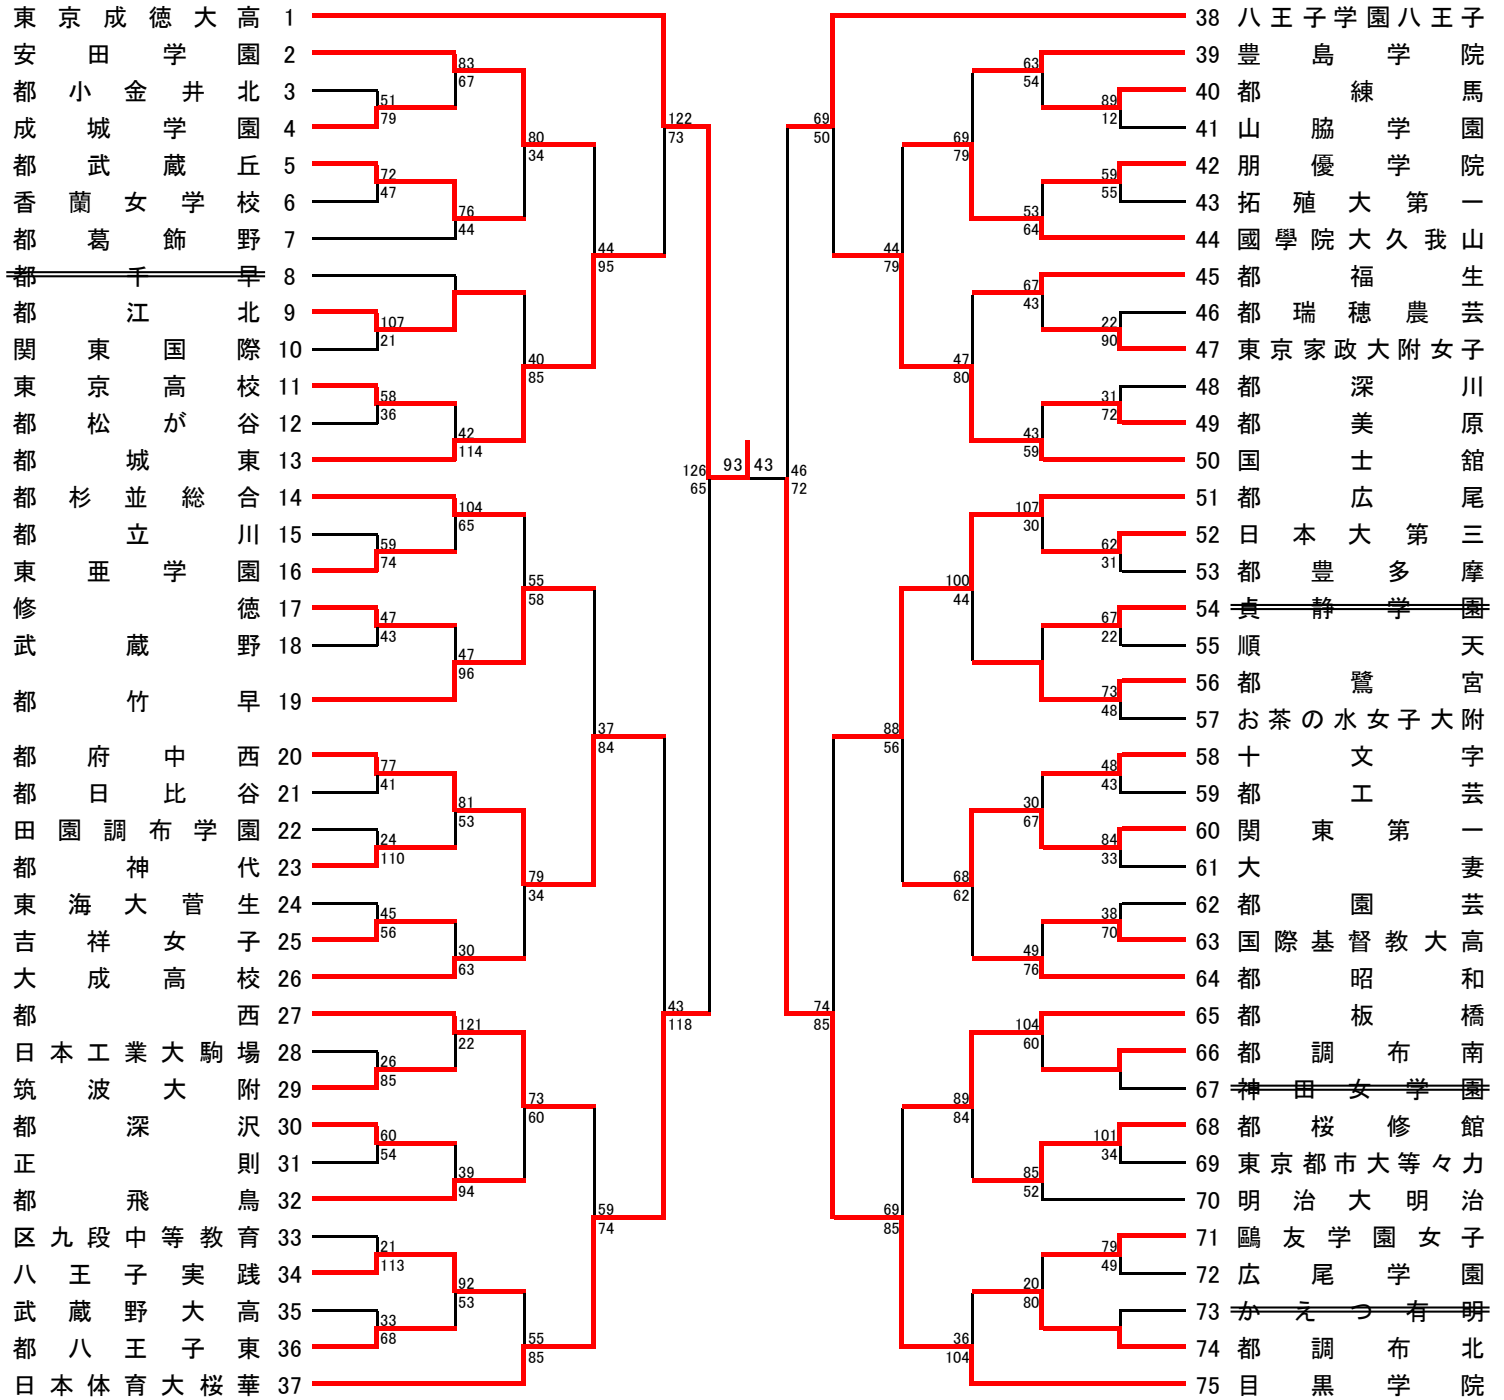 東京成徳大高 1
安田学園 2
都小金井北 3
成城学園 4
都武蔵丘 5
香蘭女学校 6
都葛飾野 7
都千早 8
都江北 9
関東国際 10
東京高校 11
都松が谷 12
都城東 13
都杉並総合 14
都立川 15
東亜学園 16
修徳 17
武蔵野 18
都竹早 19
都府中西 20
都日比谷 21
田園調布学園 22
都神代 23
東海大菅生 24
吉祥女子 25
大成高校 26
都西 27
日本工業大駒場 28
筑波大附 29
都深沢 30
正則 31
都飛鳥 32
区九段中等教育 33
八王子実践 34
武蔵野大高 35
都八王子東 36
日本体育大桜華 37
51
79
72
47
107
21
58
36
59
74
47
43
77
41
24
110
45
56
26
85
60
54
21
113
33
68
83
67
76
44
42
114
104
65
47
96
81
53
30
63
121
22
39
94
92
53
80
34
40
85
55
58
79
34
73
60
55
85
44
95
37
84
59
74
122
73
43
118
126
65
93 43
46
72
69
50
74
85
44
79
88
56
69
85
69
79
47
80
100
44
68
62
89
84
36
104
63
54
53
64
67
43
43
59
107
30
30
67
49
76
104
60
85
52
20
80
89
12
59
55
22
90
31
72
62
31
67
22
73
48
48
43
84
33
38
70
101
34
79
49
38 八王子学園八王子
39 豊島学院
40 都練馬
41 山脇学園
42 朋優学院
43 拓殖大第一
44 國學院大久我山
45 都福生
46 都瑞穂農芸
47 東京家政大附女子
48 都深川
49 都美原
50 国士舘
51 都広尾
52 日本大第三
53 都豊多摩
54 貞静学園
55 順天
56 都鷺宮
57 お茶の水女子大附
58 十文字
59 都工芸
60 関東第一
61 大妻
62 都園芸
63 国際基督教大高
64 都昭和
65 都板橋
66 都調布南
67 神田女学園
68 都桜修館
69 東京都市大等々力
70 明治大明治
71 鷗友学園女子
72 広尾学園
73 かえつ有明
74 都調布北
75 目黒学院